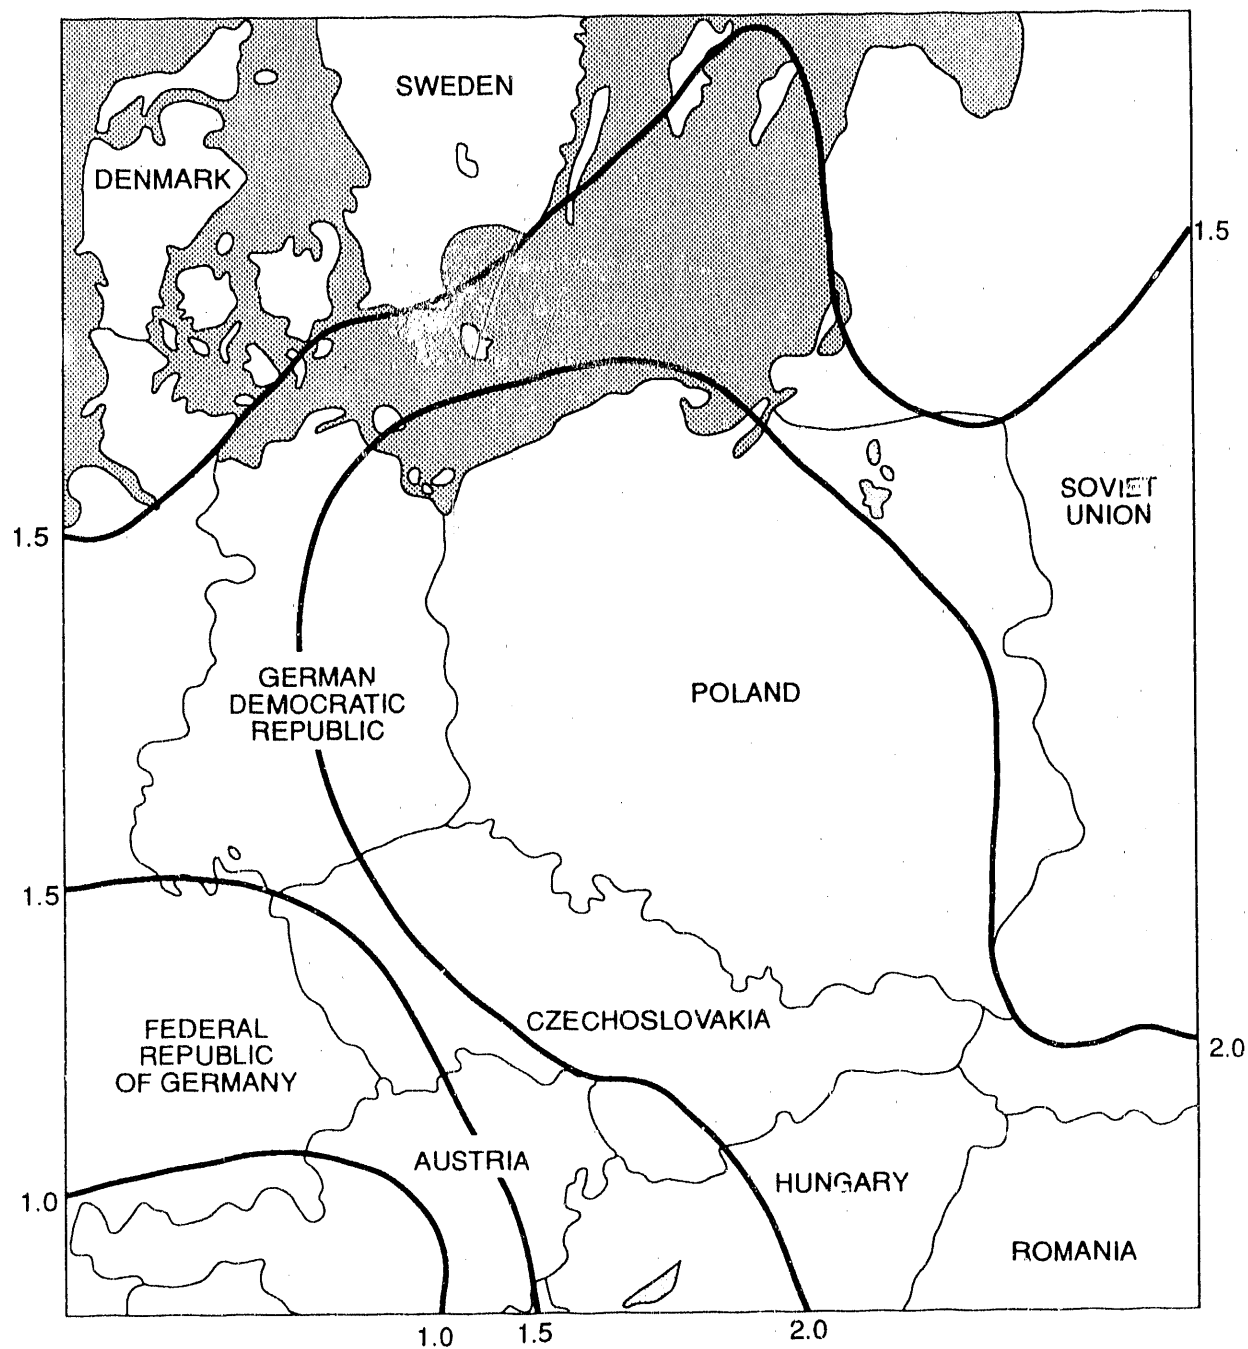 SWEDEN
DENMARK
1.5
SOVIET
UNION
1.5
GERMAN
DEMOCRATIC
REPUBLIC
POLAND
1.5
CZECHOSLOVAKIA
FEDERAL
REPUBLIC
OF GERMANY
2.0
AUSTRIA
HUNGARY
1.0
ROMANIA
1.0
1.5
2.0